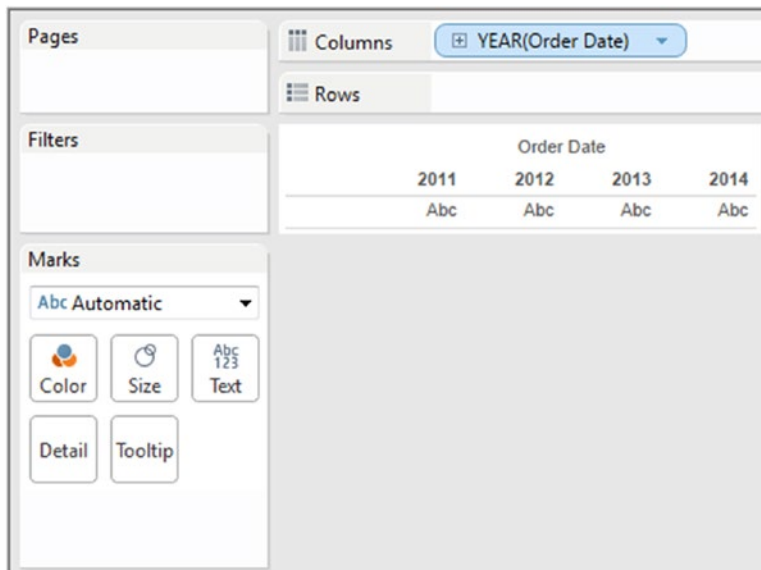 Pages
Columns
YEAR(Order Date)
Rows
Filters
Order Date
2011 2012 2013 2014
Abc Abc Abc Abc
Marks
Abc Automatic
Color
Size
Abc
123
Text
Detail
Tooltip